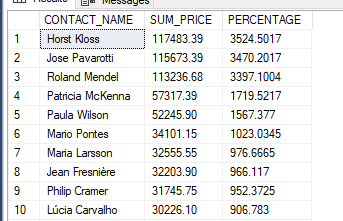 Messages
CONTACT_NAME SUM_PRICE PERCENTAGE
1 Horst Kloss 117483.39 3524.5017
2 Jose Pavarotti 115673.39 3470.2017
3 Roland Mendel 113236.68 3397.1004
4 Patricia McKenna 57317.39 1719.5217
5 Paula Wilson 52245.90 1567.377
6 Mario Pontes 34101.15 1023.0345
7 Maria Larsson 32555.55 976.6665
8 Jean Fresnière 32203.90 966.117
9 Philip Cramer 31745.75 952.3725
10 Lúcia Carvalho 30226.10 906.783